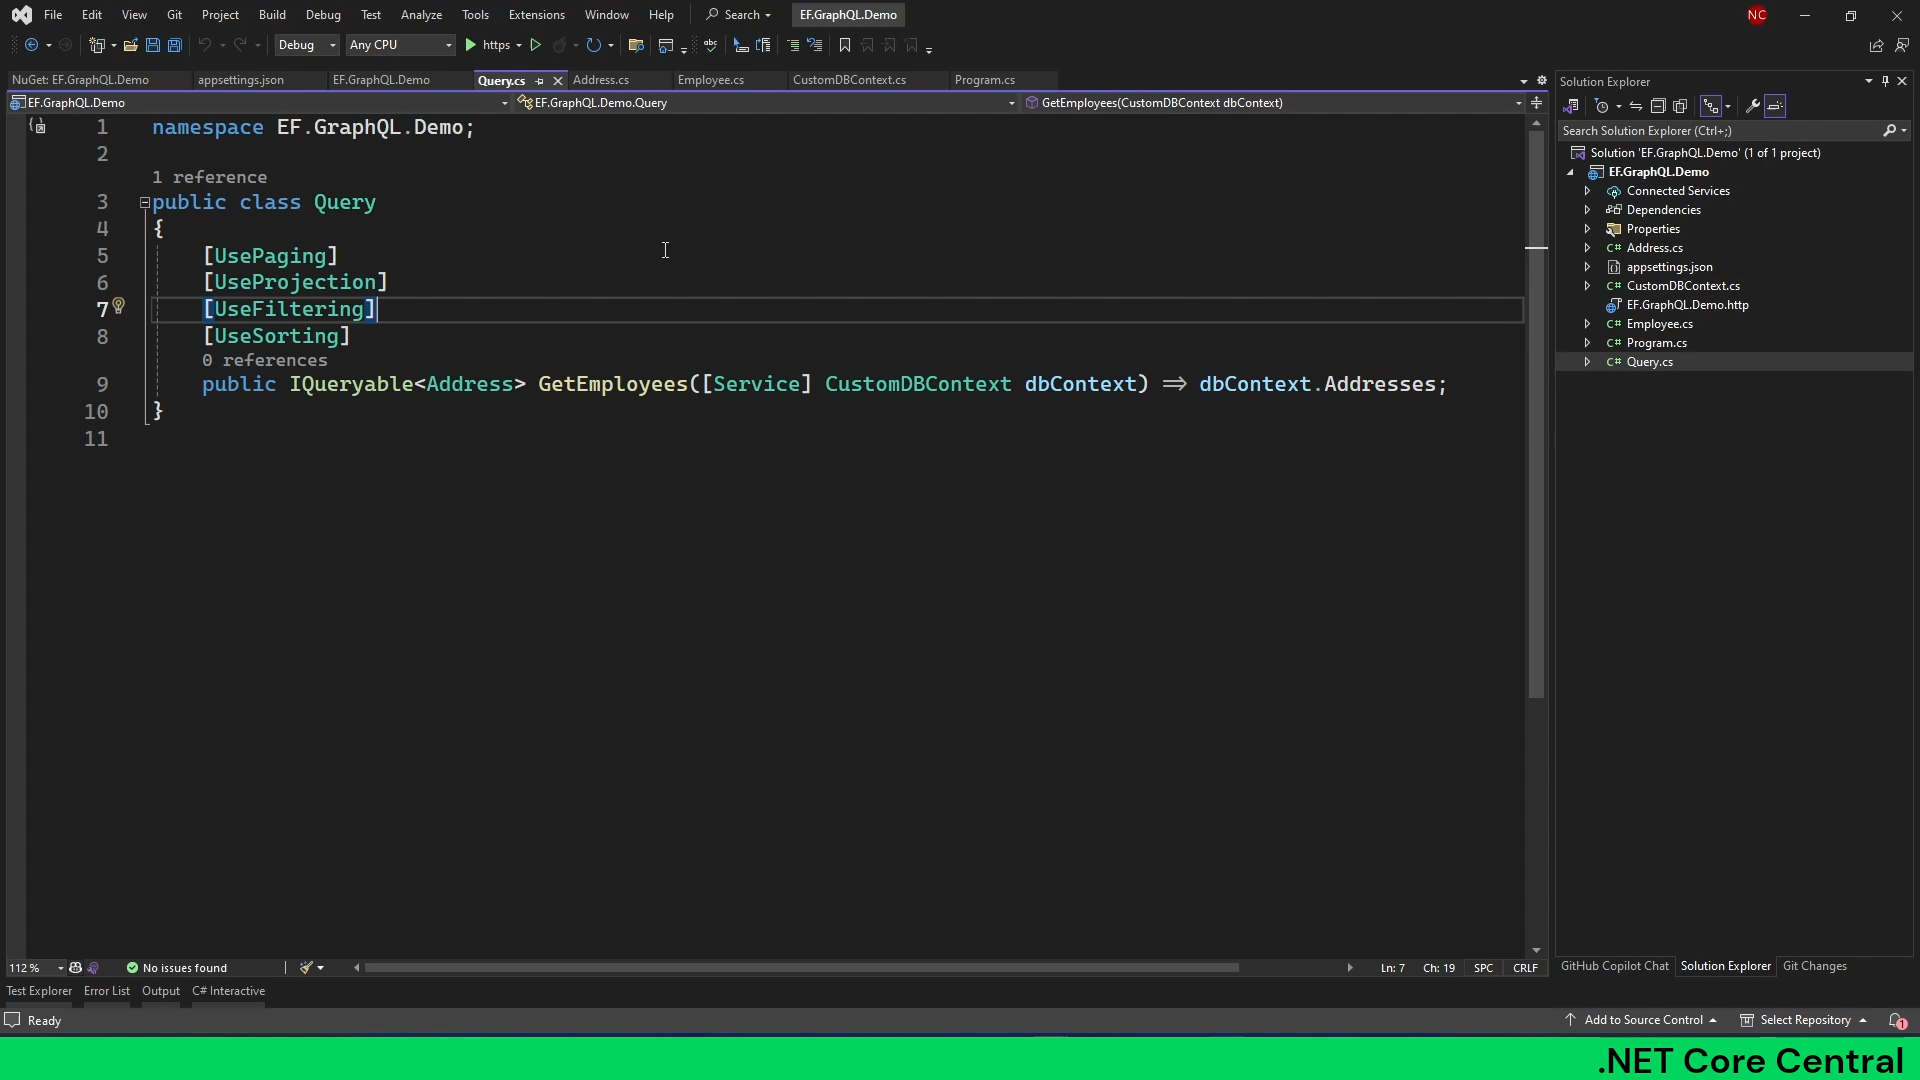 File Edit View Git Project Build Debug Test Analyze Tools Extensions Window Help Search EF.GraphQL.Demo NC
Debug Any CPU https
NuGet: EF.GraphQL.Demo appsettings.json EF.GraphQL.Demo Query.cs Address.cs Employee.cs CustomDBContext.cs Program.cs
EF.GraphQL.Demo EF.GraphQL.Demo.Query GetEmployees(CustomDBContext dbContext)
1 namespace EF.GraphQL.Demo;
2
1 reference
3 public class Query
4 {
5 [UsePaging]
6 [UseProjection]
7 [UseFiltering]
8 [UseSorting]
0 references
9 public IQueryable<Address> GetEmployees([Service] CustomDBContext dbContext) => dbContext.Addresses;
10 }
11
Solution Explorer
Search Solution Explorer (Ctrl+;)
Solution 'EF.GraphQL.Demo' (1 of 1 project)
EF.GraphQL.Demo
Connected Services
Dependencies
Properties
C# Address.cs
appsettings.json
C# CustomDBContext.cs
EF.GraphQL.Demo.http
C# Employee.cs
C# Program.cs
C# Query.cs
112 % No issues found Ln: 7 Ch: 19 SPC CRLF
GitHub Copilot Chat Solution Explorer Git Changes
Test Explorer Error List Output C# Interactive
Ready Add to Source Control Select Repository 1
.NET Core Central